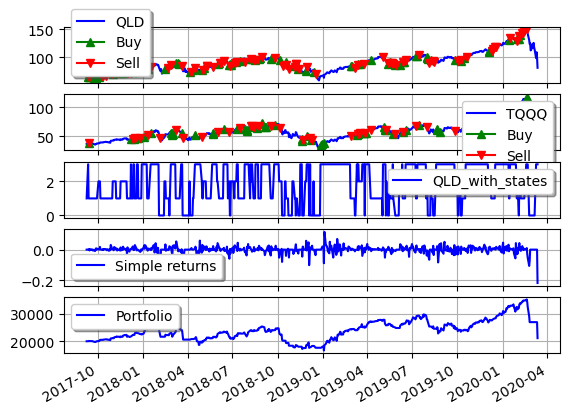 150
100
QLD
Buy
Sell
100
50
TQQQ
Buy
Sell
2
0
QLD_with_states
0.0
−0.2
Simple returns
30000
20000
Portfolio
2017-10 2018-01 2018-04 2018-07 2018-10 2019-01 2019-04 2019-07 2019-10 2020-01 2020-04